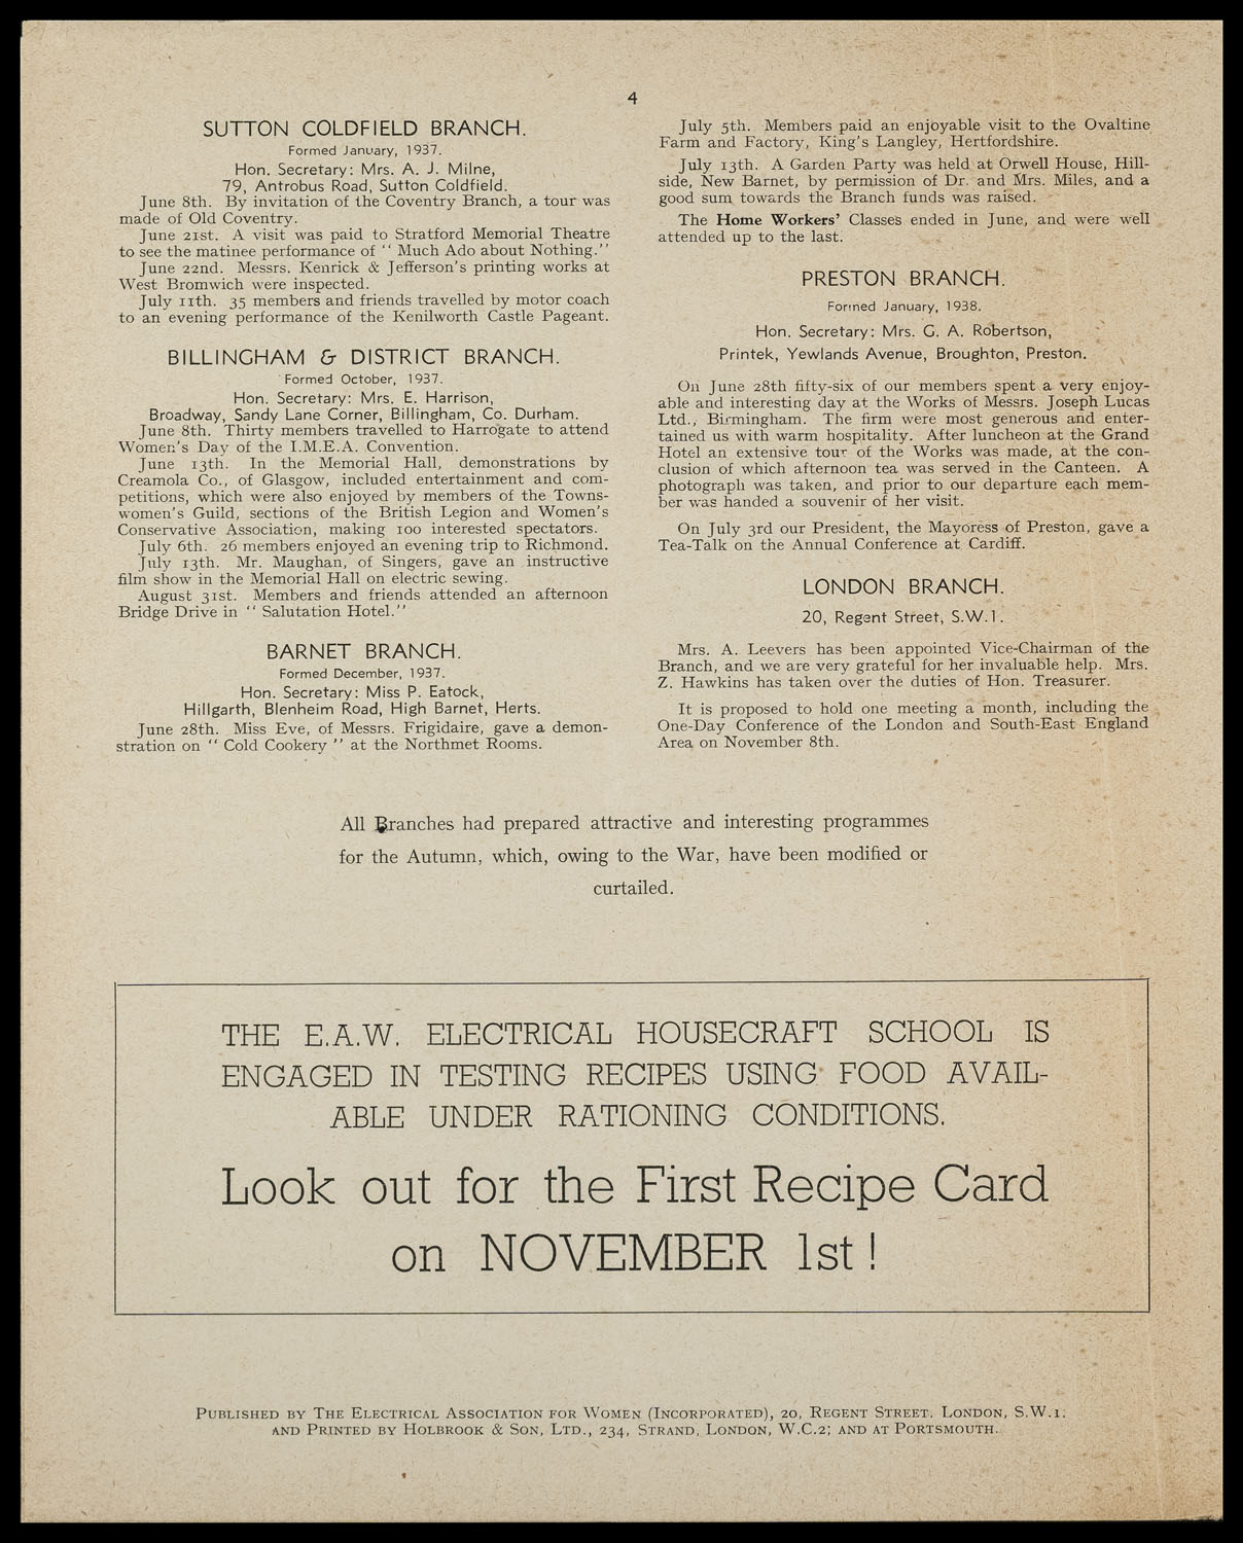 4
SUTTON COLDFIELD BRANCH.
Formed January, 1937.
Hon. Secretary: Mrs. A. J. Milne,
79, Antrobus Road, Sutton Coldfield.
June 8th. By invitation of the Coventry Branch, a tour was
made of Old Coventry.
June 21st. A visit was paid to Stratford Memorial Theatre
to see the matinee performance of “ Much Ado about Nothing.”
June 22nd. Messrs. Kenrick & Jefferson's printing works at
West Bromwich were inspected.
July 11th. 35 members and friends travelled by motor coach
to an evening performance of the Kenilworth Castle Pageant.
BILLINGHAM & DISTRICT BRANCH.
Formed October, 1937.
Hon. Secretary: Mrs. E. Harrison,
Broadway, Sandy Lane Corner, Billingham, Co. Durham.
June 8th. Thirty members travelled to Harrogate to attend
Women's Day of the I.M.E.A. Convention.
June 13th. In the Memorial Hall, demonstrations by
Creamola Co., of Glasgow, included entertainment and com-
petitions, which were also enjoyed by members of the Towns-
women's Guild, sections of the British Legion and Women's
Conservative Association, making 100 interested spectators.
July 6th. 26 members enjoyed an evening trip to Richmond.
July 13th. Mr. Maughan, of Singers, gave an instructive
film show in the Memorial Hall on electric sewing.
August 31st. Members and friends attended an afternoon
Bridge Drive in “ Salutation Hotel.”
BARNET BRANCH.
Formed December, 1937.
Hon. Secretary: Miss P. Eatock,
Hillgarth, Blenheim Road, High Barnet, Herts.
June 28th. Miss Eve, of Messrs. Frigidaire, gave a demon-
stration on “ Cold Cookery ” at the Northmet Rooms.
July 5th. Members paid an enjoyable visit to the Ovaltine
Farm and Factory, King's Langley, Hertfordshire.
July 13th. A Garden Party was held at Orwell House, Hill-
side, New Barnet, by permission of Dr. and Mrs. Miles, and a
good sum towards the Branch funds was raised.
The Home Workers' Classes ended in June, and were well
attended up to the last.
PRESTON BRANCH.
Formed January, 1938.
Hon. Secretary: Mrs. G. A. Robertson,
Printek, Yewlands Avenue, Broughton, Preston.
On June 28th fifty-six of our members spent a very enjoy-
able and interesting day at the Works of Messrs. Joseph Lucas
Ltd., Birmingham. The firm were most generous and enter-
tained us with warm hospitality. After luncheon at the Grand
Hotel an extensive tour of the Works was made, at the con-
clusion of which afternoon tea was served in the Canteen. A
photograph was taken, and prior to our departure each mem-
ber was handed a souvenir of her visit.
On July 3rd our President, the Mayoress of Preston, gave a
Tea-Talk on the Annual Conference at Cardiff.
LONDON BRANCH.
20, Regent Street, S.W.1.
Mrs. A. Leevers has been appointed Vice-Chairman of the
Branch, and we are very grateful for her invaluable help. Mrs.
Z. Hawkins has taken over the duties of Hon. Treasurer.
It is proposed to hold one meeting a month, including the
One-Day Conference of the London and South-East England
Area on November 8th.
All Branches had prepared attractive and interesting programmes
for the Autumn, which, owing to the War, have been modified or
curtailed.
THE E.A.W. ELECTRICAL HOUSECRAFT SCHOOL IS
ENGAGED IN TESTING RECIPES USING FOOD AVAIL-
ABLE UNDER RATIONING CONDITIONS.
Look out for the First Recipe Card
on NOVEMBER 1st !
PUBLISHED BY THE ELECTRICAL ASSOCIATION FOR WOMEN (INCORPORATED), 20, REGENT STREET, LONDON, S.W.1;
AND PRINTED BY HOLBROOK & SON, LTD., 234, STRAND, LONDON, W.C.2; AND AT PORTSMOUTH.